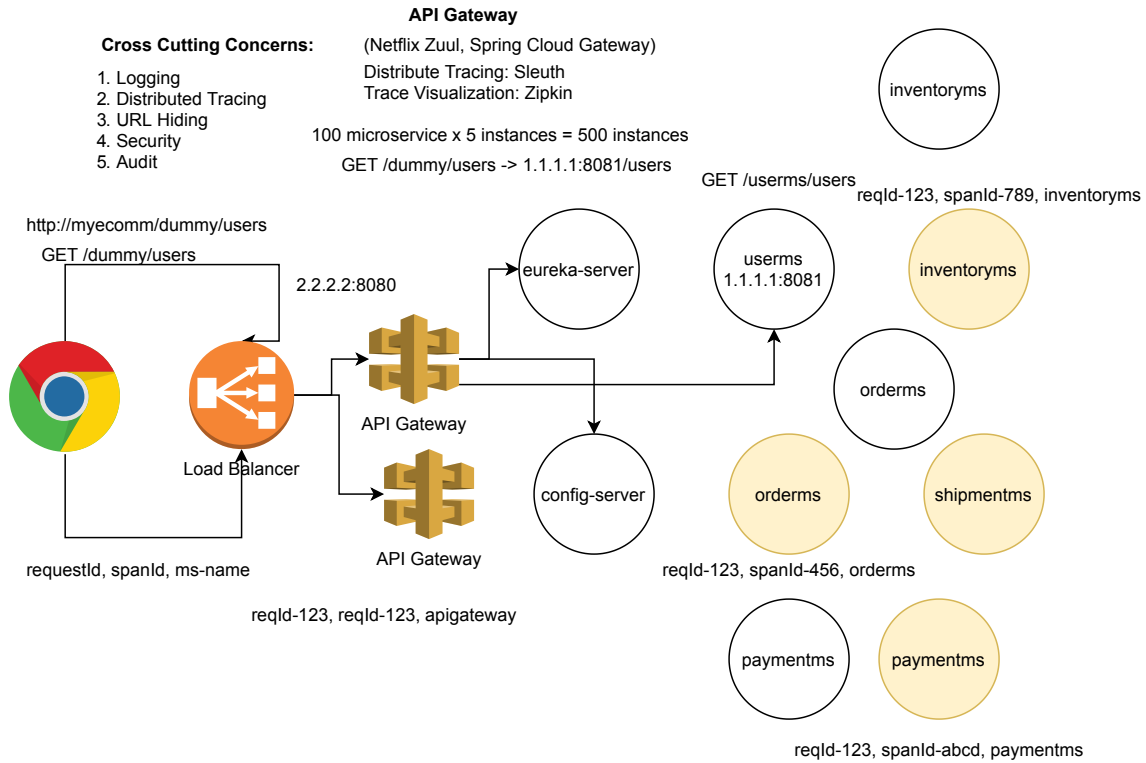 API Gateway
(Netflix Zuul, Spring Cloud Gateway)
Distribute Tracing: Sleuth
Trace Visualization: Zipkin
Cross Cutting Concerns:
1. Logging
2. Distributed Tracing
3. URL Hiding
4. Security
5. Audit
100 microservice x 5 instances = 500 instances
GET /dummy/users -> 1.1.1.1:8081/users
inventoryms
GET /userms/users
reqId-123, spanId-789, inventoryms
http://myecomm/dummy/users
GET /dummy/users
2.2.2.2:8080
eureka-server
userms
1.1.1.1:8081
inventoryms
orderms
API Gateway
Load Balancer
config-server
orderms
shipmentms
API Gateway
requestId, spanId, ms-name
reqId-123, spanId-456, orderms
reqId-123, reqId-123, apigateway
paymentms
paymentms
reqId-123, spanId-abcd, paymentms